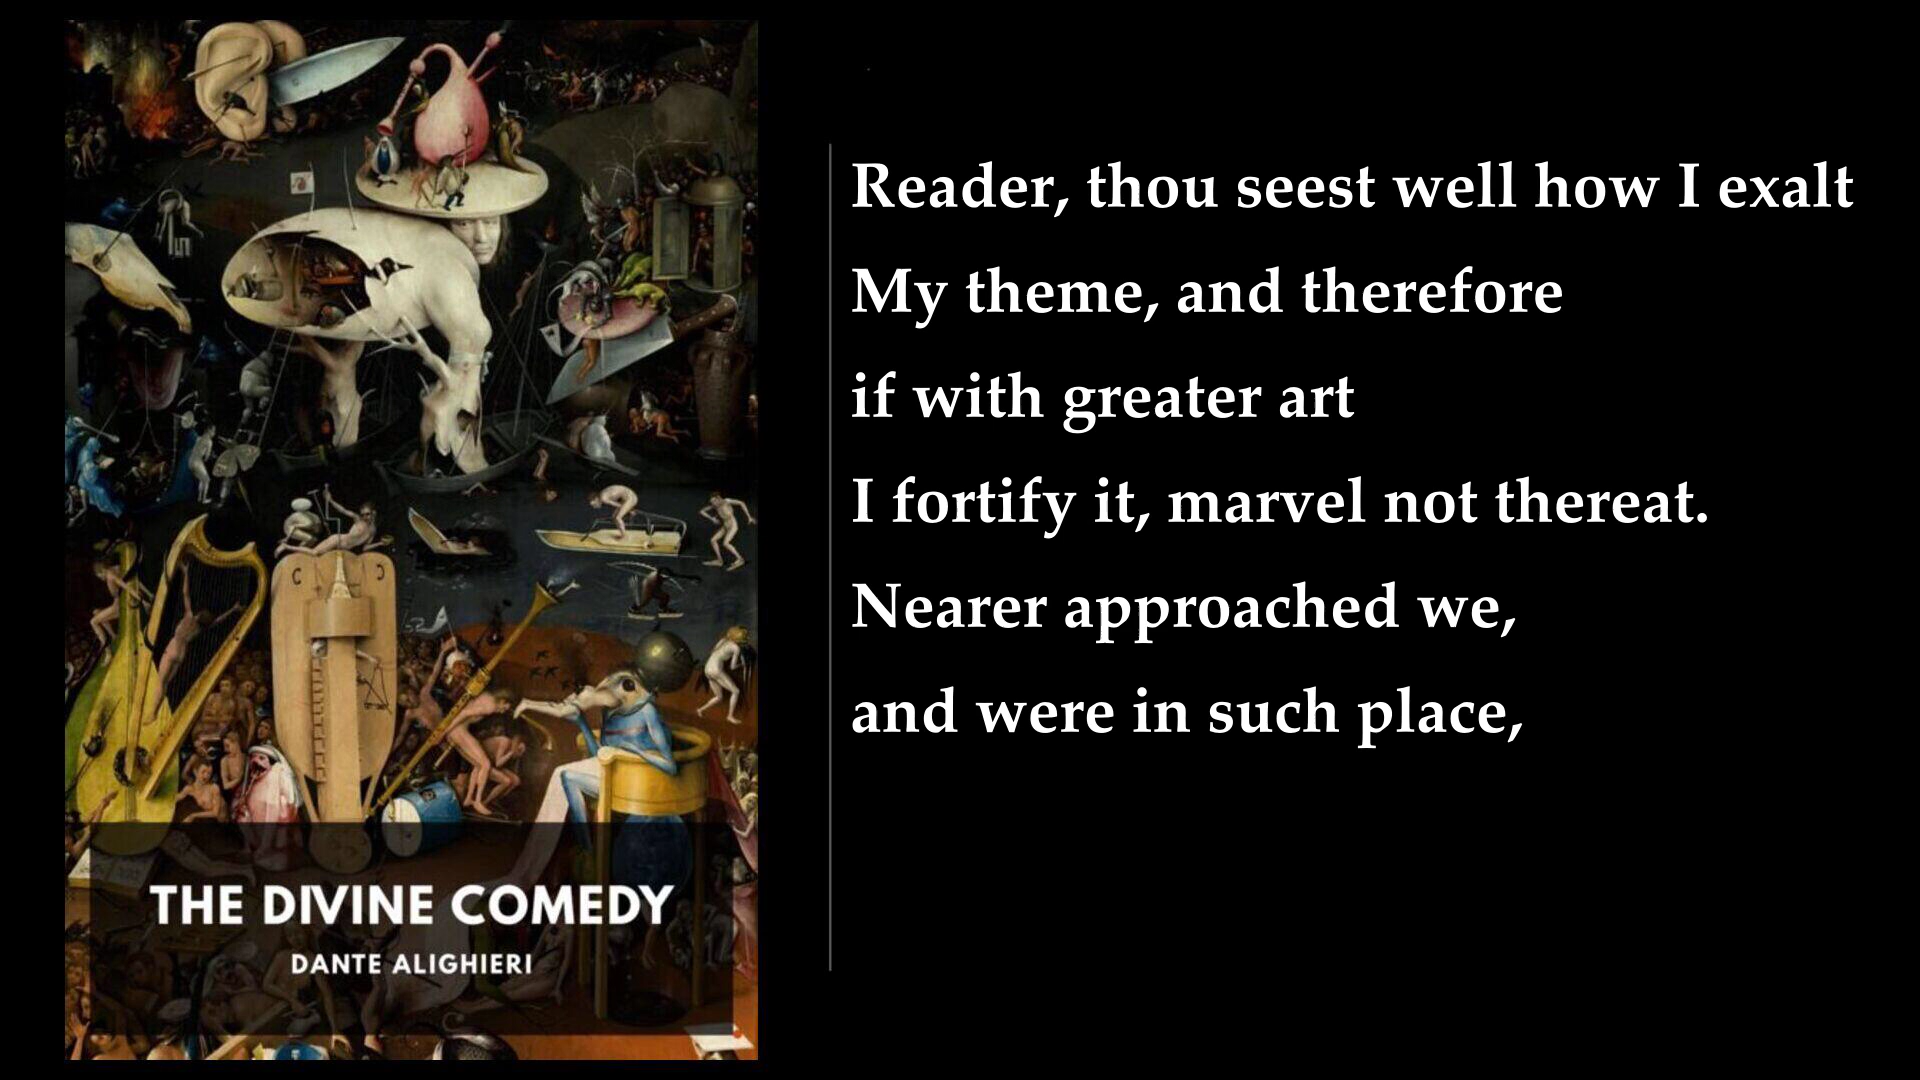 Reader, thou seest well how I exalt
My theme, and therefore
if with greater art
I fortify it, marvel not thereat.
Nearer approached we,
and were in such place,
THE DIVINE COMEDY
DANTE ALIGHIERI